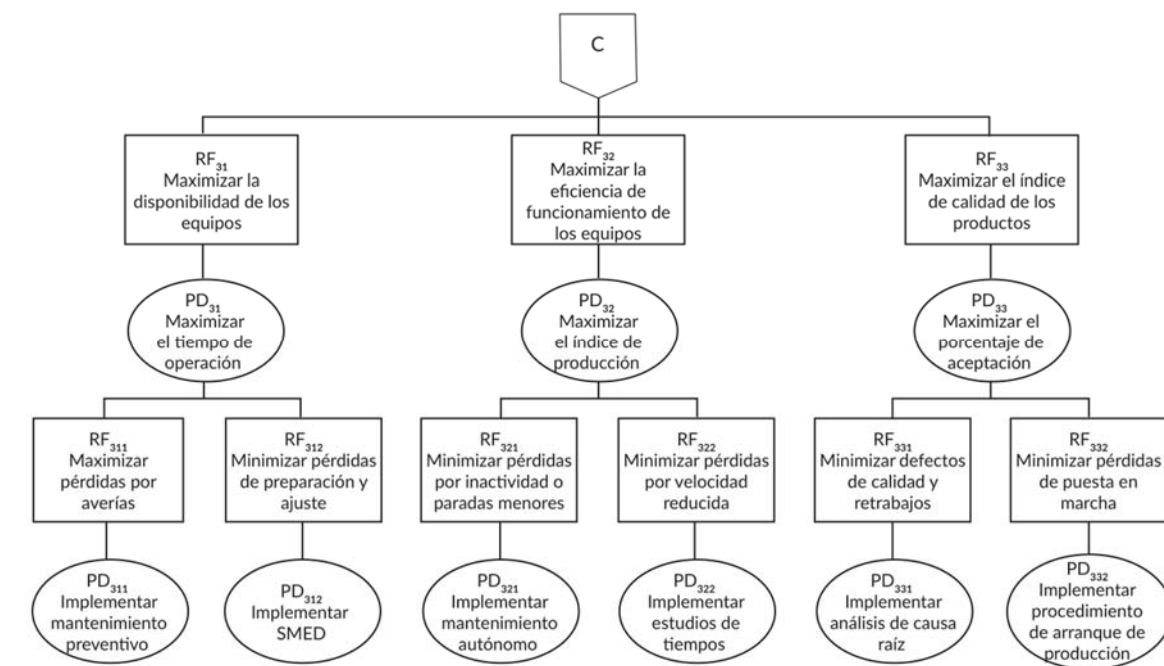 C
RF31
Maximizar la
disponibilidad de los
equipos
RF32
Maximizar la
eficiencia de
funcionamiento de
los equipos
RF33
Maximizar el índice
de calidad de los
productos
PD31
Maximizar
el tiempo de
operación
PD32
Maximizar
el índice de
producción
PD33
Maximizar el
porcentaje de
aceptación
RF311
Maximizar
pérdidas por
averías
RF312
Minimizar pérdidas
de preparación y
ajuste
RF321
Minimizar pérdidas
por inactividad o
paradas menores
RF322
Minimizar pérdidas
por velocidad
reducida
RF331
Minimizar defectos
de calidad y
retrabajos
RF332
Minimizar pérdidas
de puesta en
marcha
PD311
Implementar
mantenimiento
preventivo
PD312
Implementar
SMED
PD321
Implementar
mantenimiento
autónomo
PD322
Implementar
estudios de
tiempos
PD331
Implementar
análisis de causa
raíz
PD332
Implementar
procedimiento
de arranque de
producción